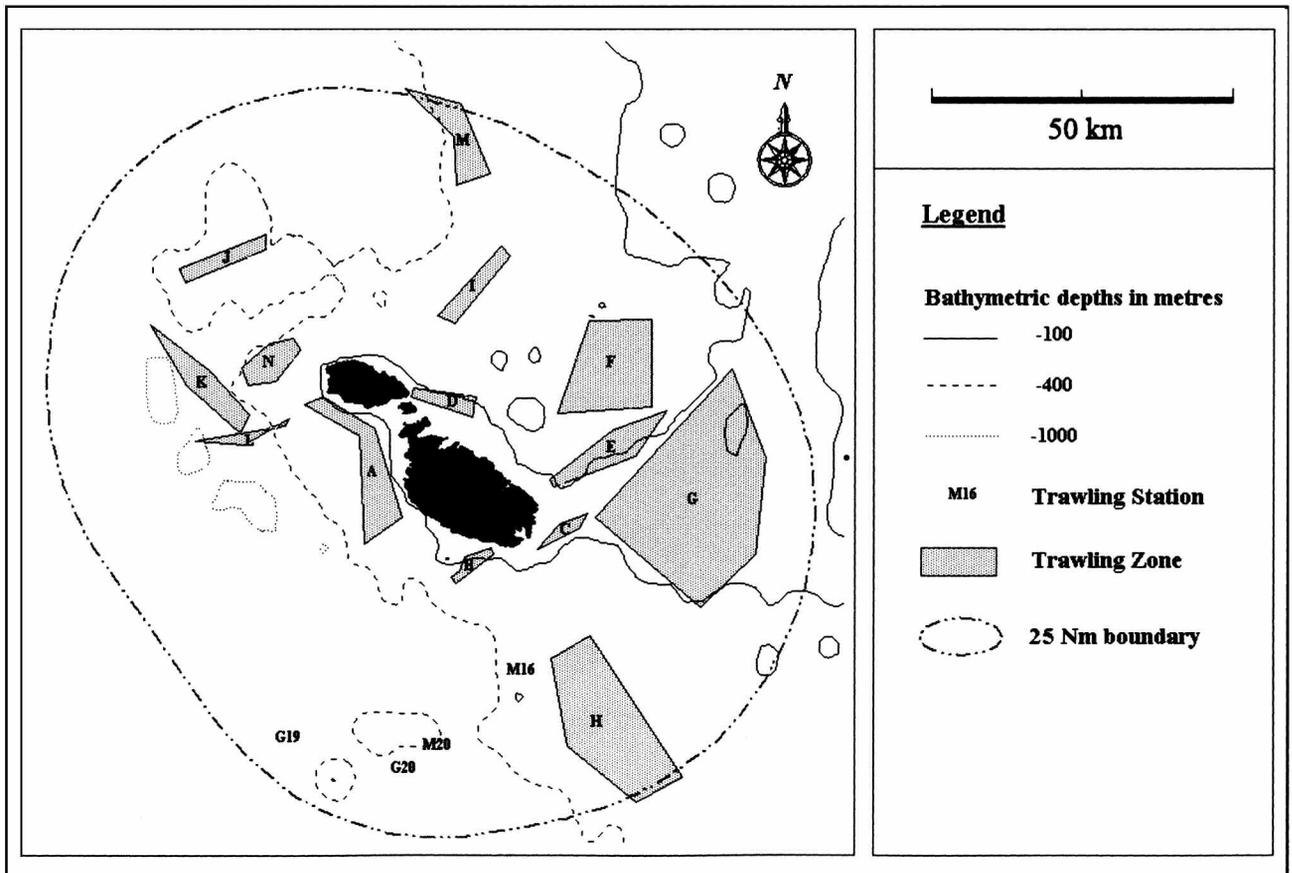 N
M
J
I
F
N
K
D
L
E
A
G
C
B
M16
H
G19
M20
G20
50 km
Legend
Bathymetric depths in metres
-100
-400
-1000
M16 Trawling Station
Trawling Zone
25 Nm boundary